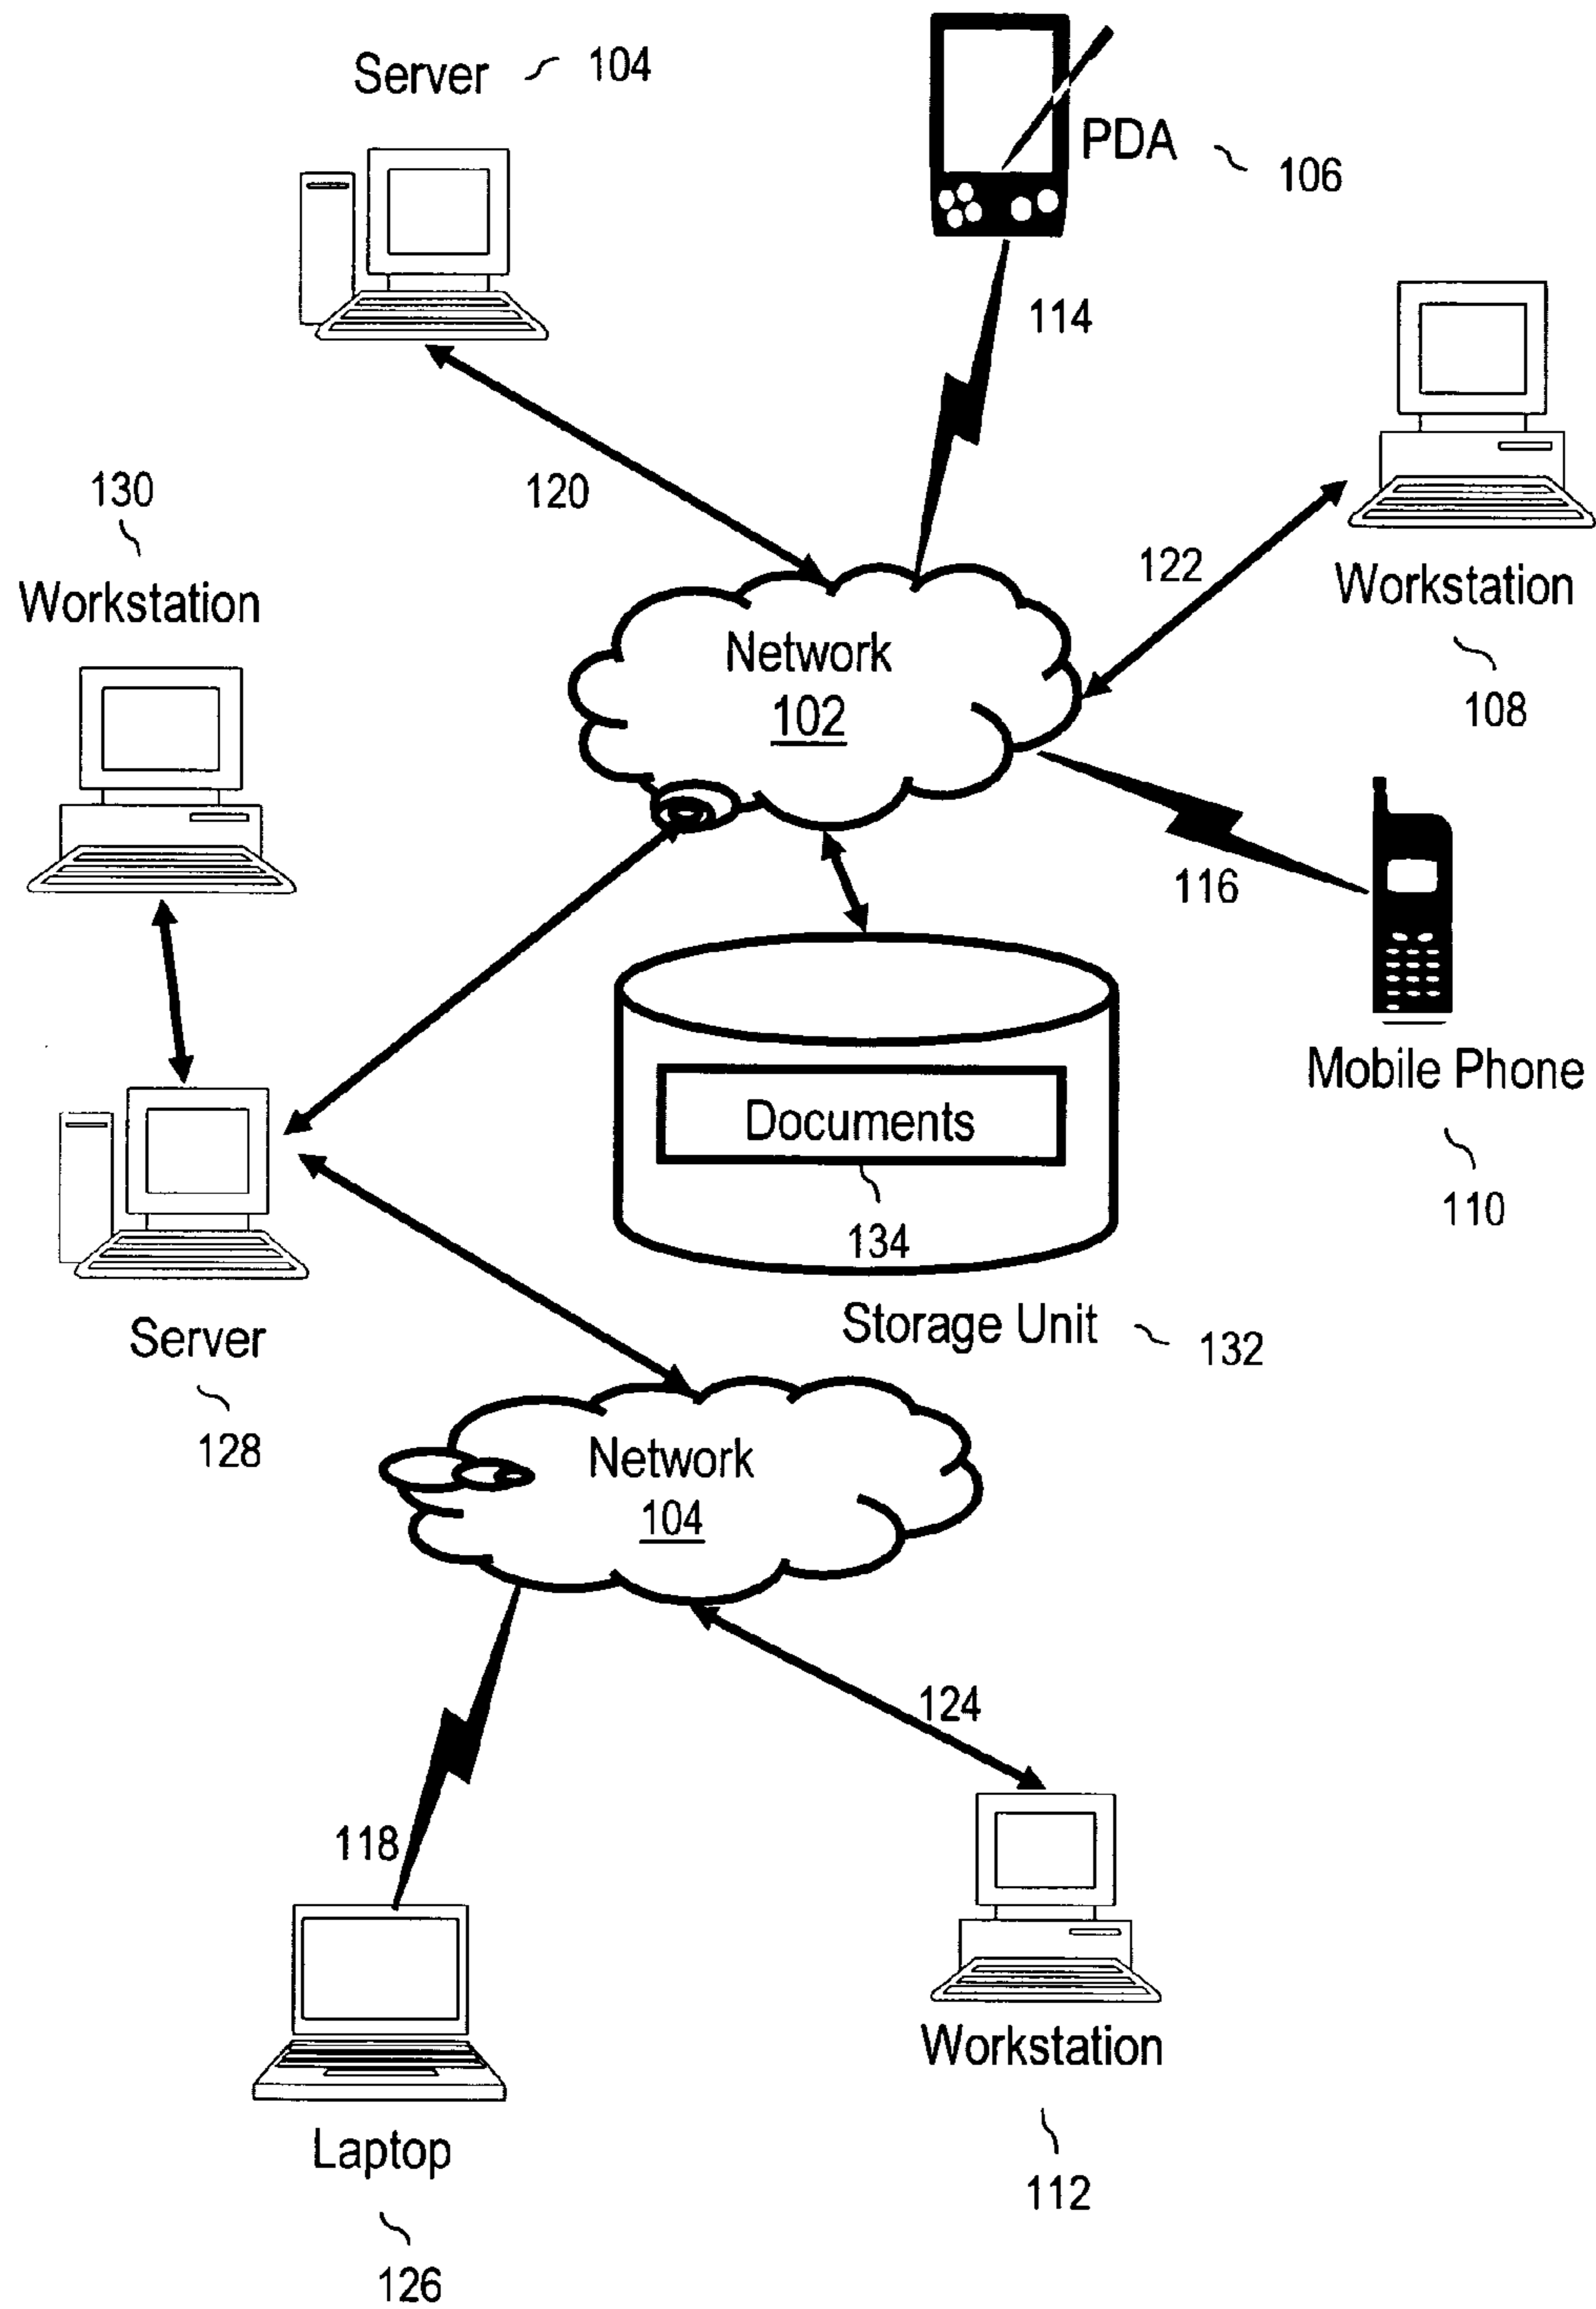 Server 104
PDA 106
114
120
130
Workstation
122
Workstation
108
Network
102
116
Mobile Phone
110
Documents
134
Storage Unit 132
Server
128
Network
104
124
118
Workstation
112
Laptop
126